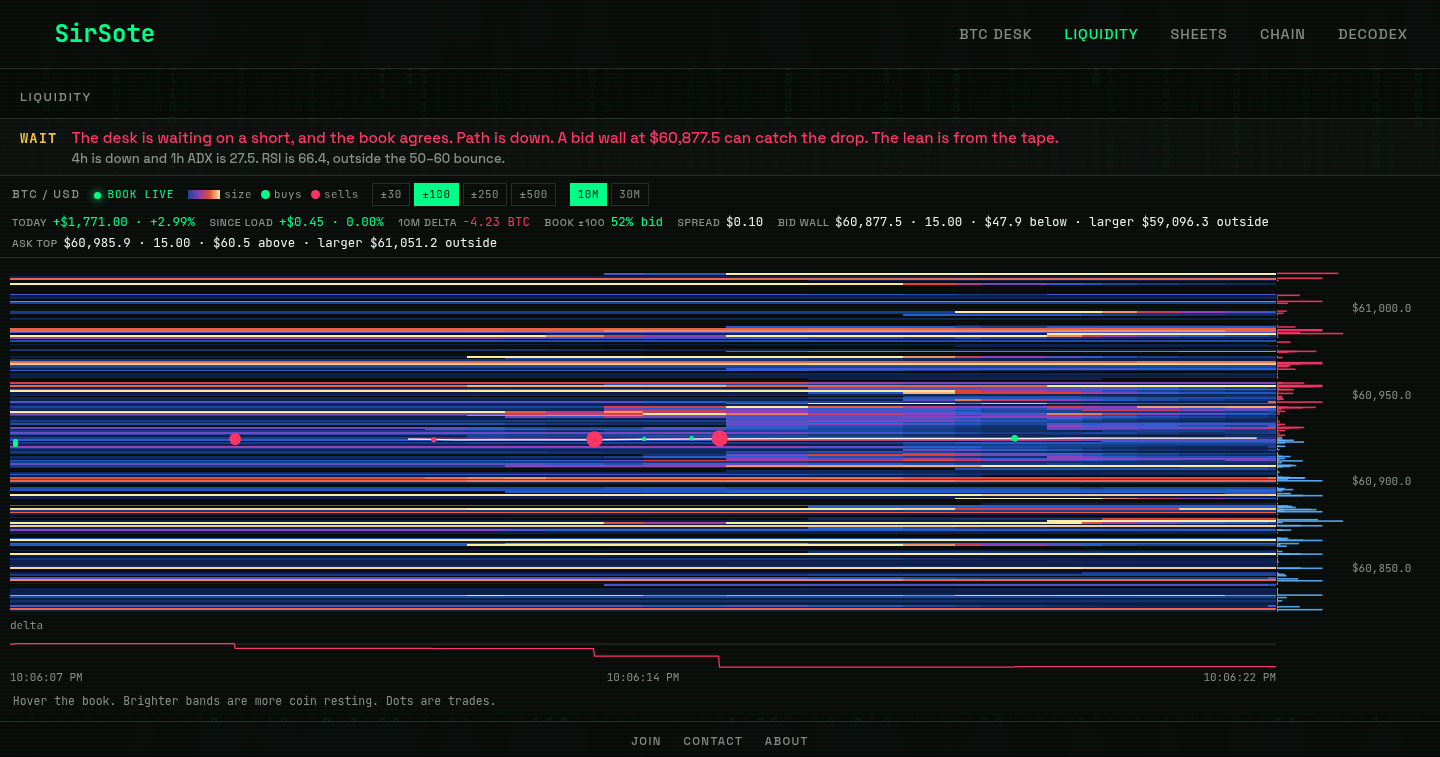 SirSote
BTC DESK LIQUIDITY SHEETS CHAIN DECODEX
LIQUIDITY
WAIT The desk is waiting on a short, and the book agrees. Path is down. A bid wall at $60,877.5 can catch the drop. The lean is from the tape.
4h is down and 1h ADX is 27.5. RSI is 66.4, outside the 50–60 bounce.
BTC / USD BOOK LIVE size buys sells ±30 ±100 ±250 ±500 10M 30M
TODAY +$1,771.00 · +2.99% SINCE LOAD +$0.45 · 0.00% 10M DELTA -4.23 BTC BOOK ±100 52% bid SPREAD $0.10 BID WALL $60,877.5 · 15.00 · $47.9 below · larger $59,096.3 outside
ASK TOP $60,985.9 · 15.00 · $60.5 above · larger $61,051.2 outside
$61,000.0
$60,950.0
$60,900.0
$60,850.0
delta
10:06:07 PM 10:06:14 PM 10:06:22 PM
Hover the book. Brighter bands are more coin resting. Dots are trades.
JOIN CONTACT ABOUT